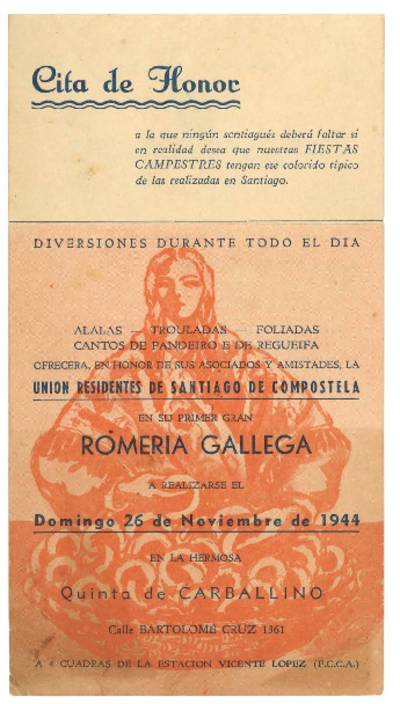 Cita de Honor
a la que ningún santiagués deberá faltar si
en realidad desea que nuestras FIESTAS
CAMPESTRES tengan ese colorido típico
de las realizadas en Santiago.
DIVERSIONES DURANTE TODO EL DIA
ALALAS — TROULADAS — FOLIADAS
CANTOS DE PANDEIRO E DE REGUEIFA
OFRECERA, EN HONOR DE SUS ASOCIADOS Y AMISTADES, LA
UNION RESIDENTES DE SANTIAGO DE COMPOSTELA
EN SU PRIMER GRAN
ROMERIA GALLEGA
A REALIZARSE EL
Domingo 26 de Noviembre de 1944
EN LA HERMOSA
Quinta de CARBALLINO
Calle BARTOLOMÉ CRUZ 1361
A 4 CUADRAS DE LA ESTACION VICENTE LOPEZ (F.C.C.A.)